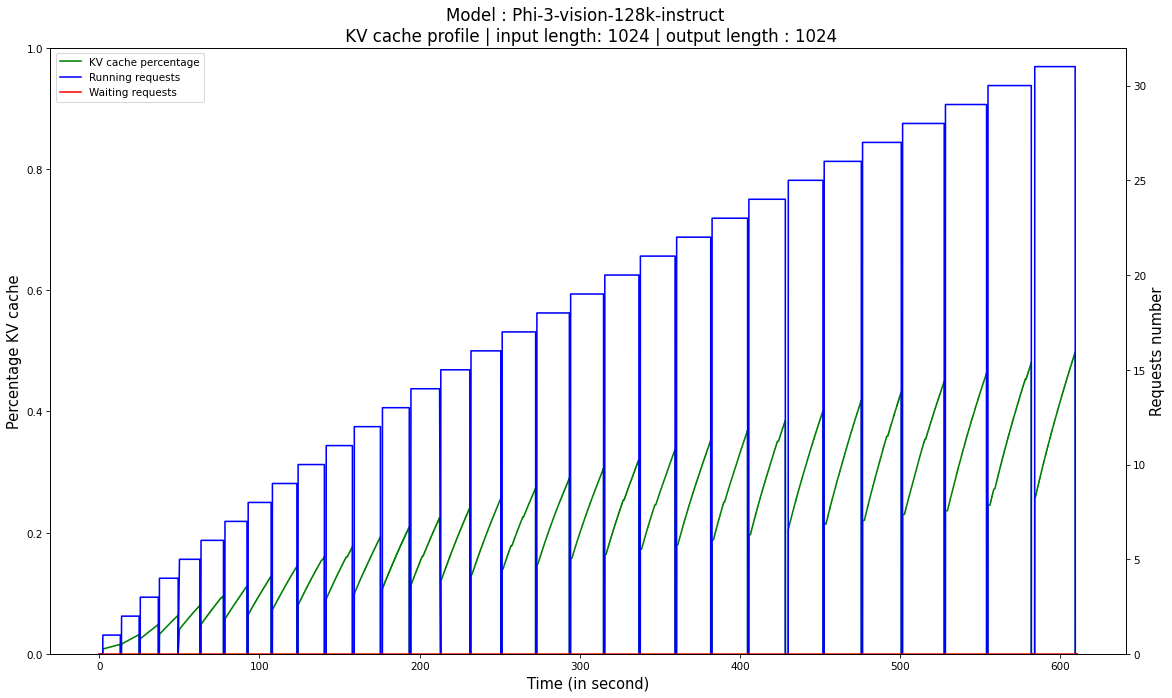 Model : Phi-3-vision-128k-instruct
KV cache profile | input length: 1024 | output length : 1024
KV cache percentage
Running requests
Waiting requests
1.0
0.8
0.6
0.4
0.2
0.0
Percentage KV cache
30
25
20
15
10
5
0
Requests number
0
100
200
300
400
500
600
Time (in second)